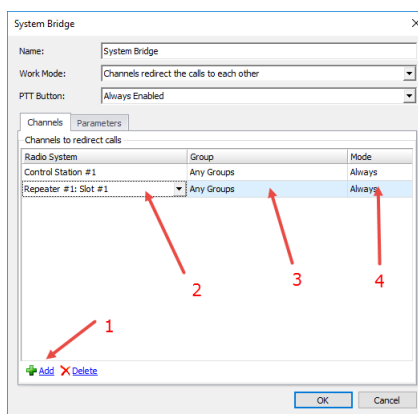 System Bridge
Name: System Bridge
Work Mode: Channels redirect the calls to each other
PTT Button: Always Enabled
Channels Parameters
Channels to redirect calls
Radio System Group Mode
Control Station #1 Any Groups Always
Repeater #1: Slot #1 Any Groups Always
2 3 4
1
Add Delete
OK Cancel